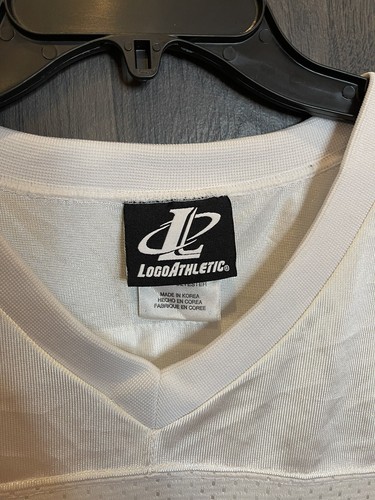 LOGOATHLETIC®
MADE IN KOREA
HECHO EN COREA
FABRIQUE EN COREE